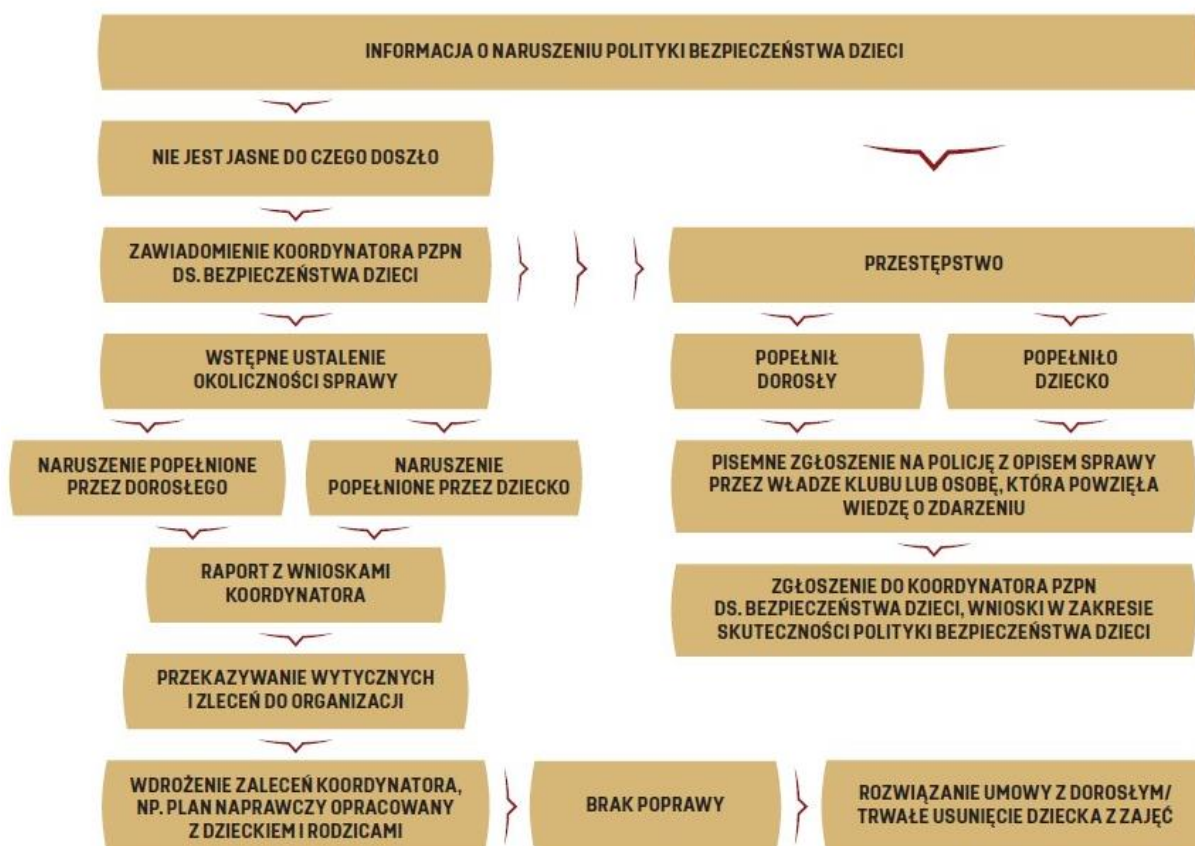 INFORMACJA O NARUSZENIU POLITYKI BEZPIECZEŃSTWA DZIECI
NIE JEST JASNE DO CZEGO DOSZŁO
ZAWIADOMIENIE KOORDYNATORA PZPN
DS. BEZPIECZEŃSTWA DZIECI
WSTĘPNE USTALENIE
OKOLICZNOŚCI SPRAWY
NARUSZENIE POPEŁNIONE
PRZEZ DOROSŁEGO
NARUSZENIE
POPEŁNIONE PRZEZ DZIECKO
RAPORT Z WNIOSKAMI
KOORDYNATORA
PRZEKAZYWANIE WYTYCZNYCH
I ZLECEŃ DO ORGANIZACJI
WDROŻENIE ZALECEŃ KOORDYNATORA,
NP. PLAN NAPRAWCZY OPRACOWANY
Z DZIECKIEM I RODZICAMI
BRAK POPRAWY
ROZWIĄZANIE UMOWY Z DOROSŁYM/
TRWAŁE USUNIĘCIE DZIECKA Z ZAJĘĆ
PRZESTĘPSTWO
POPEŁNIŁ
DOROSŁY
POPEŁNIŁO
DZIECKO
PISEMNE ZGŁOSZENIE NA POLICJĘ Z OPISEM SPRAWY
PRZEZ WŁADZE KLUBU LUB OSOBĘ, KTÓRA POWZIĘŁA
WIEDZĘ O ZDARZENIU
ZGŁOSZENIE DO KOORDYNATORA PZPN
DS. BEZPIECZEŃSTWA DZIECI, WNIOSKI W ZAKRESIE
SKUTECZNOŚCI POLITYKI BEZPIECZEŃSTWA DZIECI